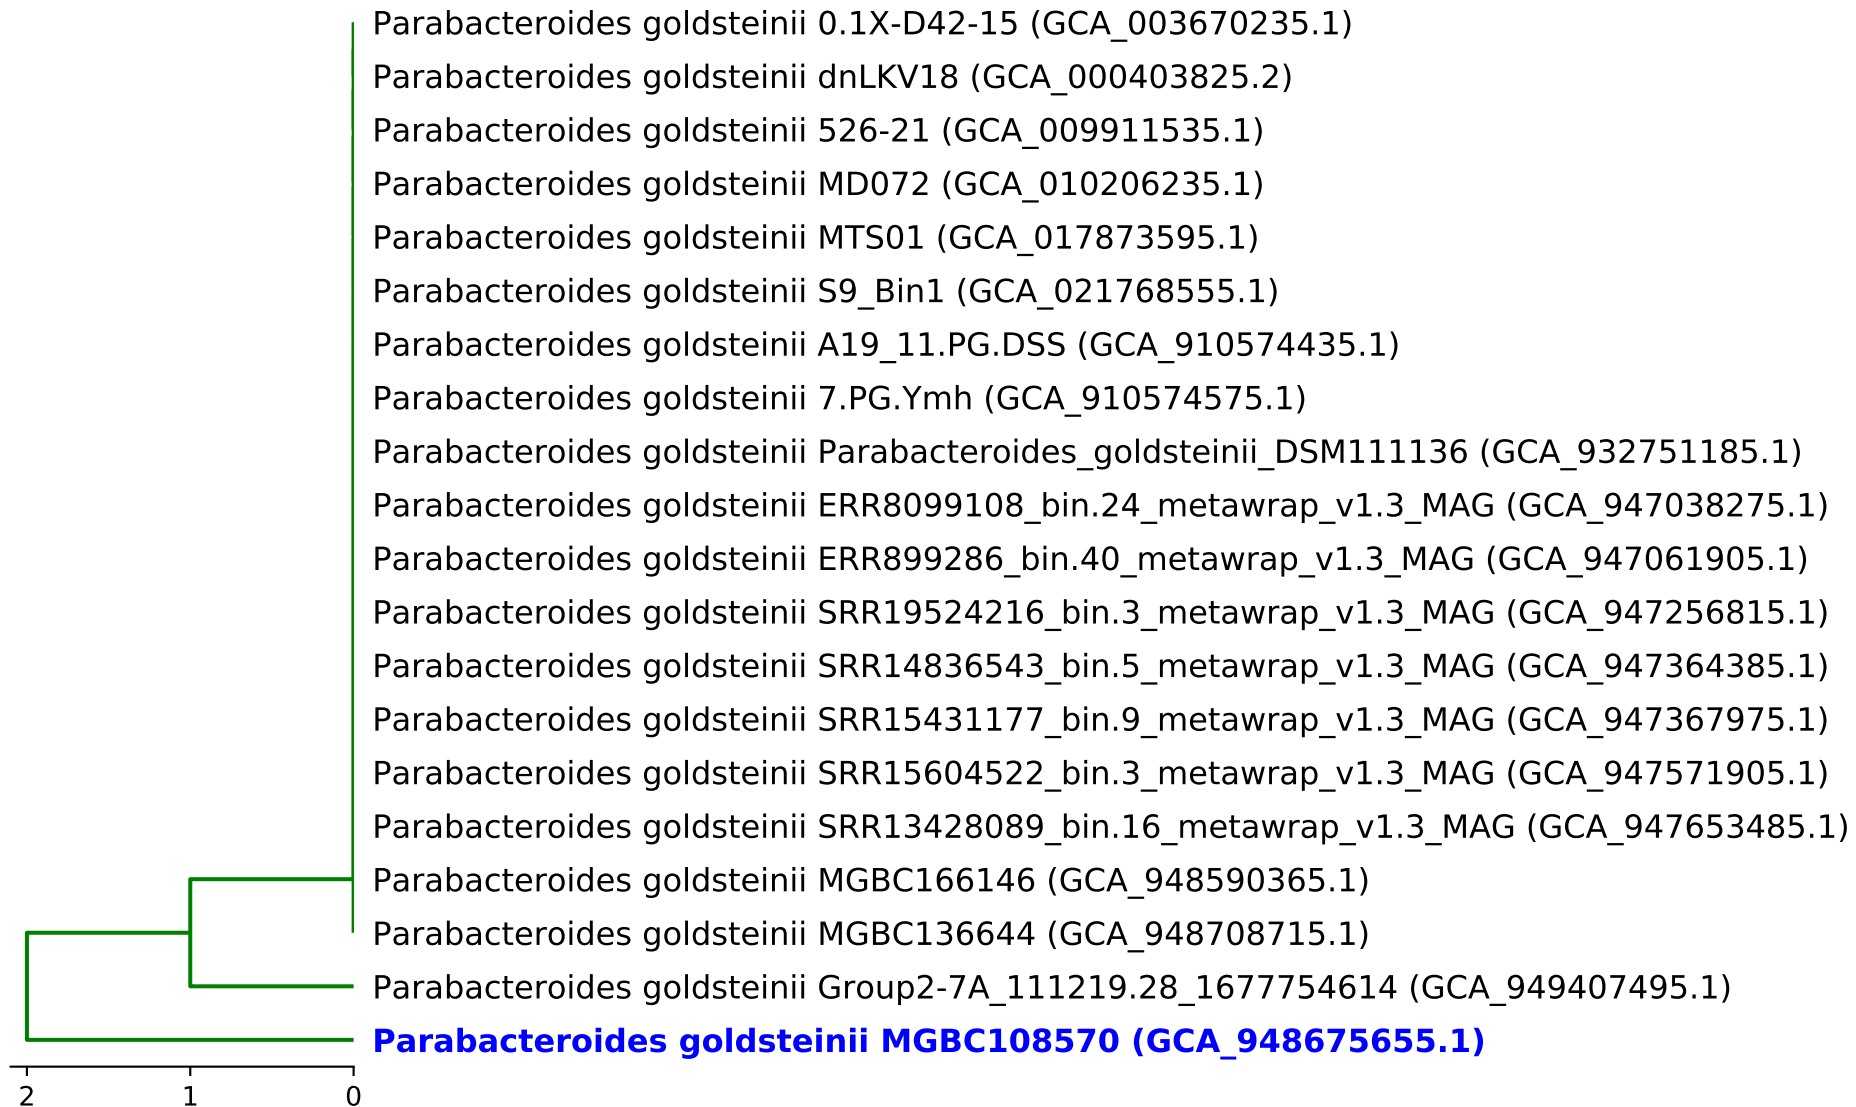 Parabacteroides goldsteinii 0.1X-D42-15 (GCA_003670235.1)
Parabacteroides goldsteinii dnLKV18 (GCA_000403825.2)
Parabacteroides goldsteinii 526-21 (GCA_009911535.1)
Parabacteroides goldsteinii MD072 (GCA_010206235.1)
Parabacteroides goldsteinii MTS01 (GCA_017873595.1)
Parabacteroides goldsteinii S9_Bin1 (GCA_021768555.1)
Parabacteroides goldsteinii A19_11.PG.DSS (GCA_910574435.1)
Parabacteroides goldsteinii 7.PG.Ymh (GCA_910574575.1)
Parabacteroides goldsteinii Parabacteroides_goldsteinii_DSM111136 (GCA_932751185.1)
Parabacteroides goldsteinii ERR8099108_bin.24_metawrap_v1.3_MAG (GCA_947038275.1)
Parabacteroides goldsteinii ERR899286_bin.40_metawrap_v1.3_MAG (GCA_947061905.1)
Parabacteroides goldsteinii SRR19524216_bin.3_metawrap_v1.3_MAG (GCA_947256815.1)
Parabacteroides goldsteinii SRR14836543_bin.5_metawrap_v1.3_MAG (GCA_947364385.1)
Parabacteroides goldsteinii SRR15431177_bin.9_metawrap_v1.3_MAG (GCA_947367975.1)
Parabacteroides goldsteinii SRR15604522_bin.3_metawrap_v1.3_MAG (GCA_947571905.1)
Parabacteroides goldsteinii SRR13428089_bin.16_metawrap_v1.3_MAG (GCA_947653485.1)
Parabacteroides goldsteinii MGBC166146 (GCA_948590365.1)
Parabacteroides goldsteinii MGBC136644 (GCA_948708715.1)
Parabacteroides goldsteinii Group2-7A_111219.28_1677754614 (GCA_949407495.1)
Parabacteroides goldsteinii MGBC108570 (GCA_948675655.1)
2 1 0